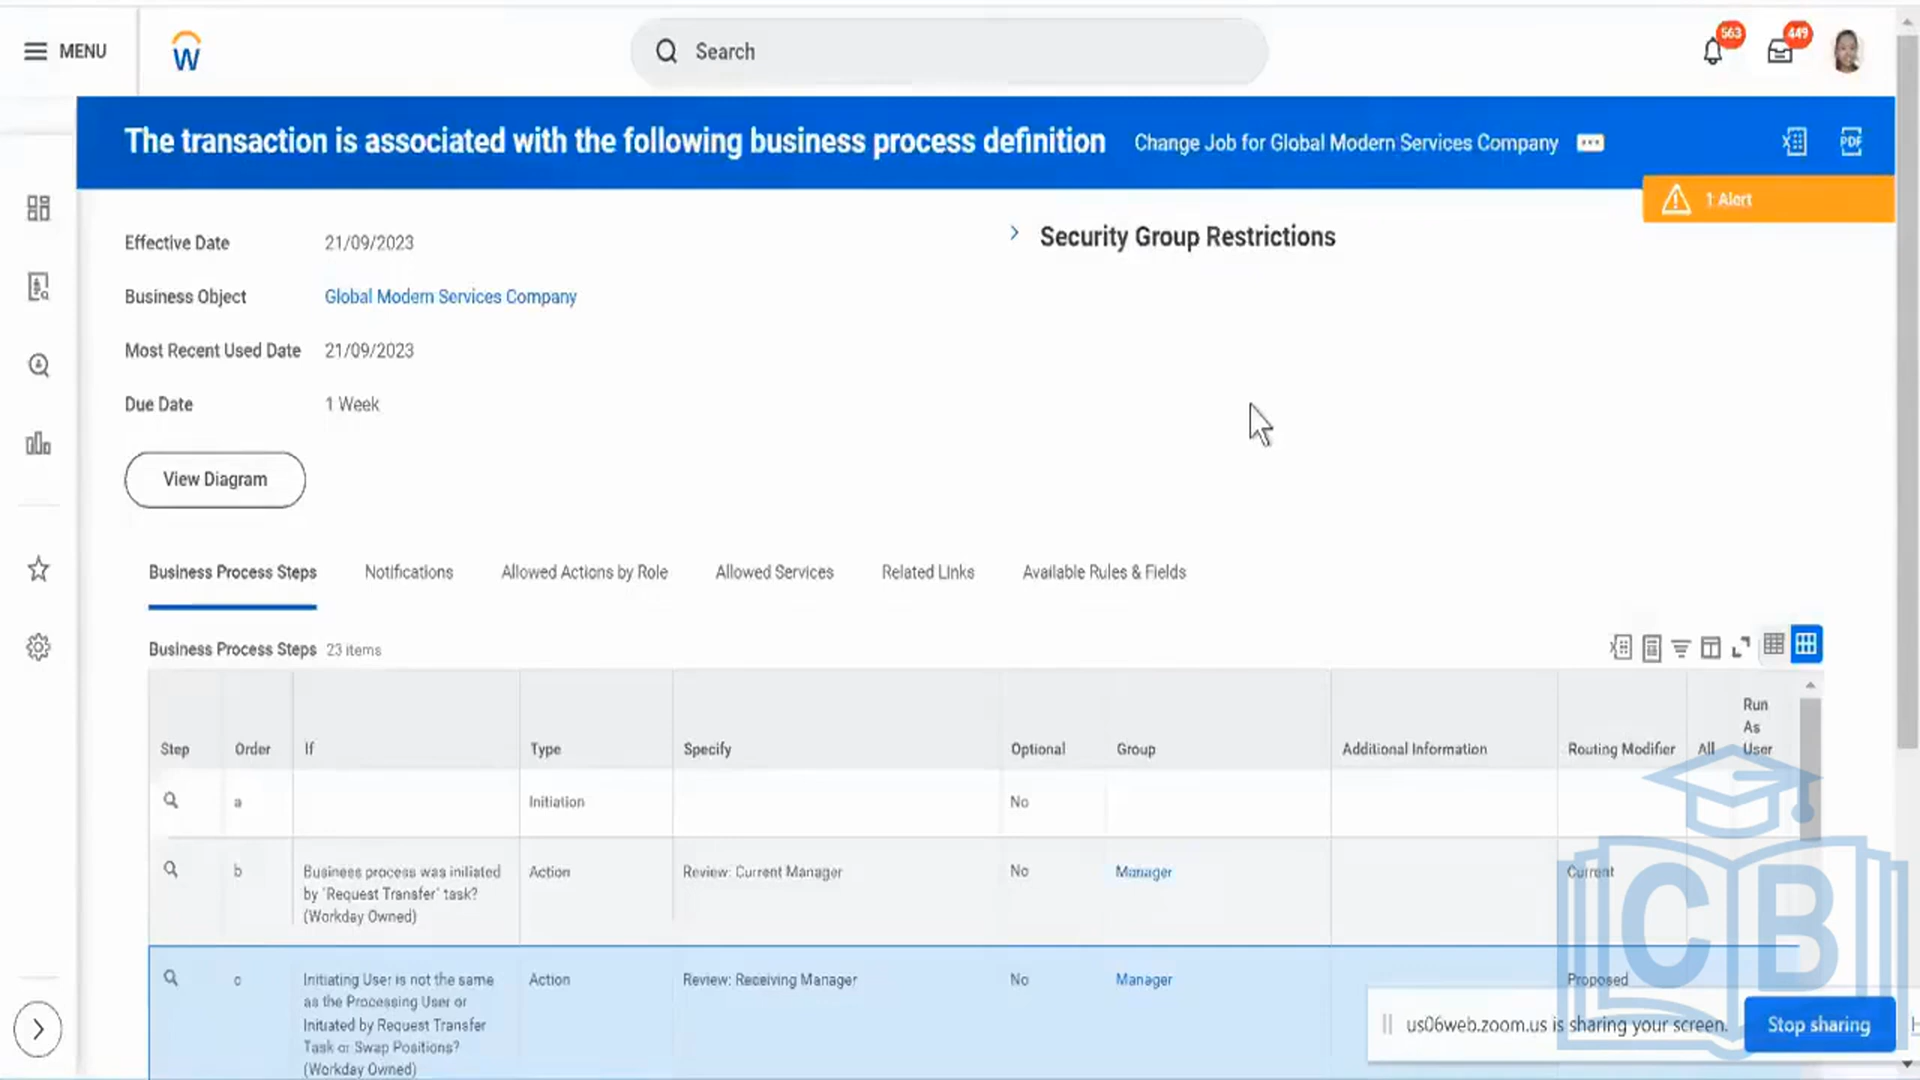 MENU
W
Search
563
449
The transaction is associated with the following business process definition
Change Job for Global Modern Services Company
PDF
1 Alert
Effective Date 21/09/2023
Security Group Restrictions
Business Object Global Modern Services Company
Most Recent Used Date 21/09/2023
Due Date 1 Week
View Diagram
Business Process Steps Notifications Allowed Actions by Role Allowed Services Related Links Available Rules & Fields
Business Process Steps 23 items
Step Order If Type Specify Optional Group Additional Information Routing Modifier All Run As User
a Initiation No
b Business process was initiated
by 'Request Transfer' task?
(Workday Owned)
Action Review: Current Manager No Manager Current
c Initiating User is not the same
as the Processing User or
Initiated by Request Transfer
Task or Swap Positions?
(Workday Owned)
Action Review: Receiving Manager No Manager Proposed
us06web.zoom.us is sharing your screen.
Stop sharing
CB